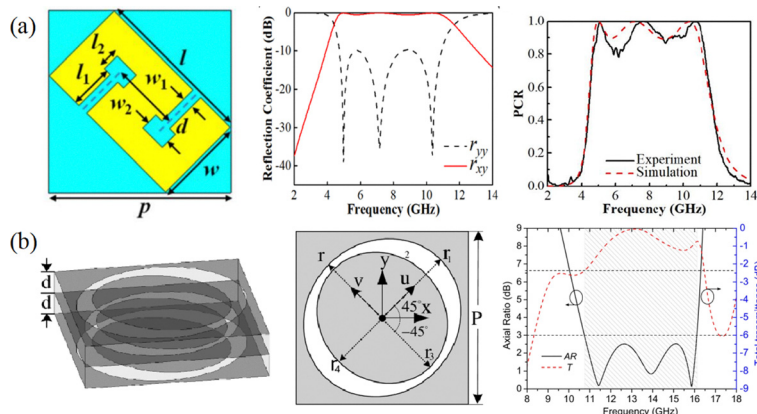 (a)
l
l₂
l₁
w₁
w₂
d
w
p
Reflection Coefficient (dB)
0
-10
-20
-30
-40
r_yy
r_xy
2 4 6 8 10 12 14
Frequency (GHz)
PCR
1.0
0.8
0.6
0.4
0.2
0.0
Experiment
Simulation
2 4 6 8 10 12 14
Frequency (GHz)
(b)
d
d
r
y
2
r₁
v
u
45°
x
-45°
r₄
r₃
P
Axial Ratio (dB)
9
8
7
6
5
4
3
2
1
0
AR
T
0
-1
-2
-3
-4
-5
-6
-7
-8
-9
8 9 10 11 12 13 14 15 16 17 18
Frequency (GHz)